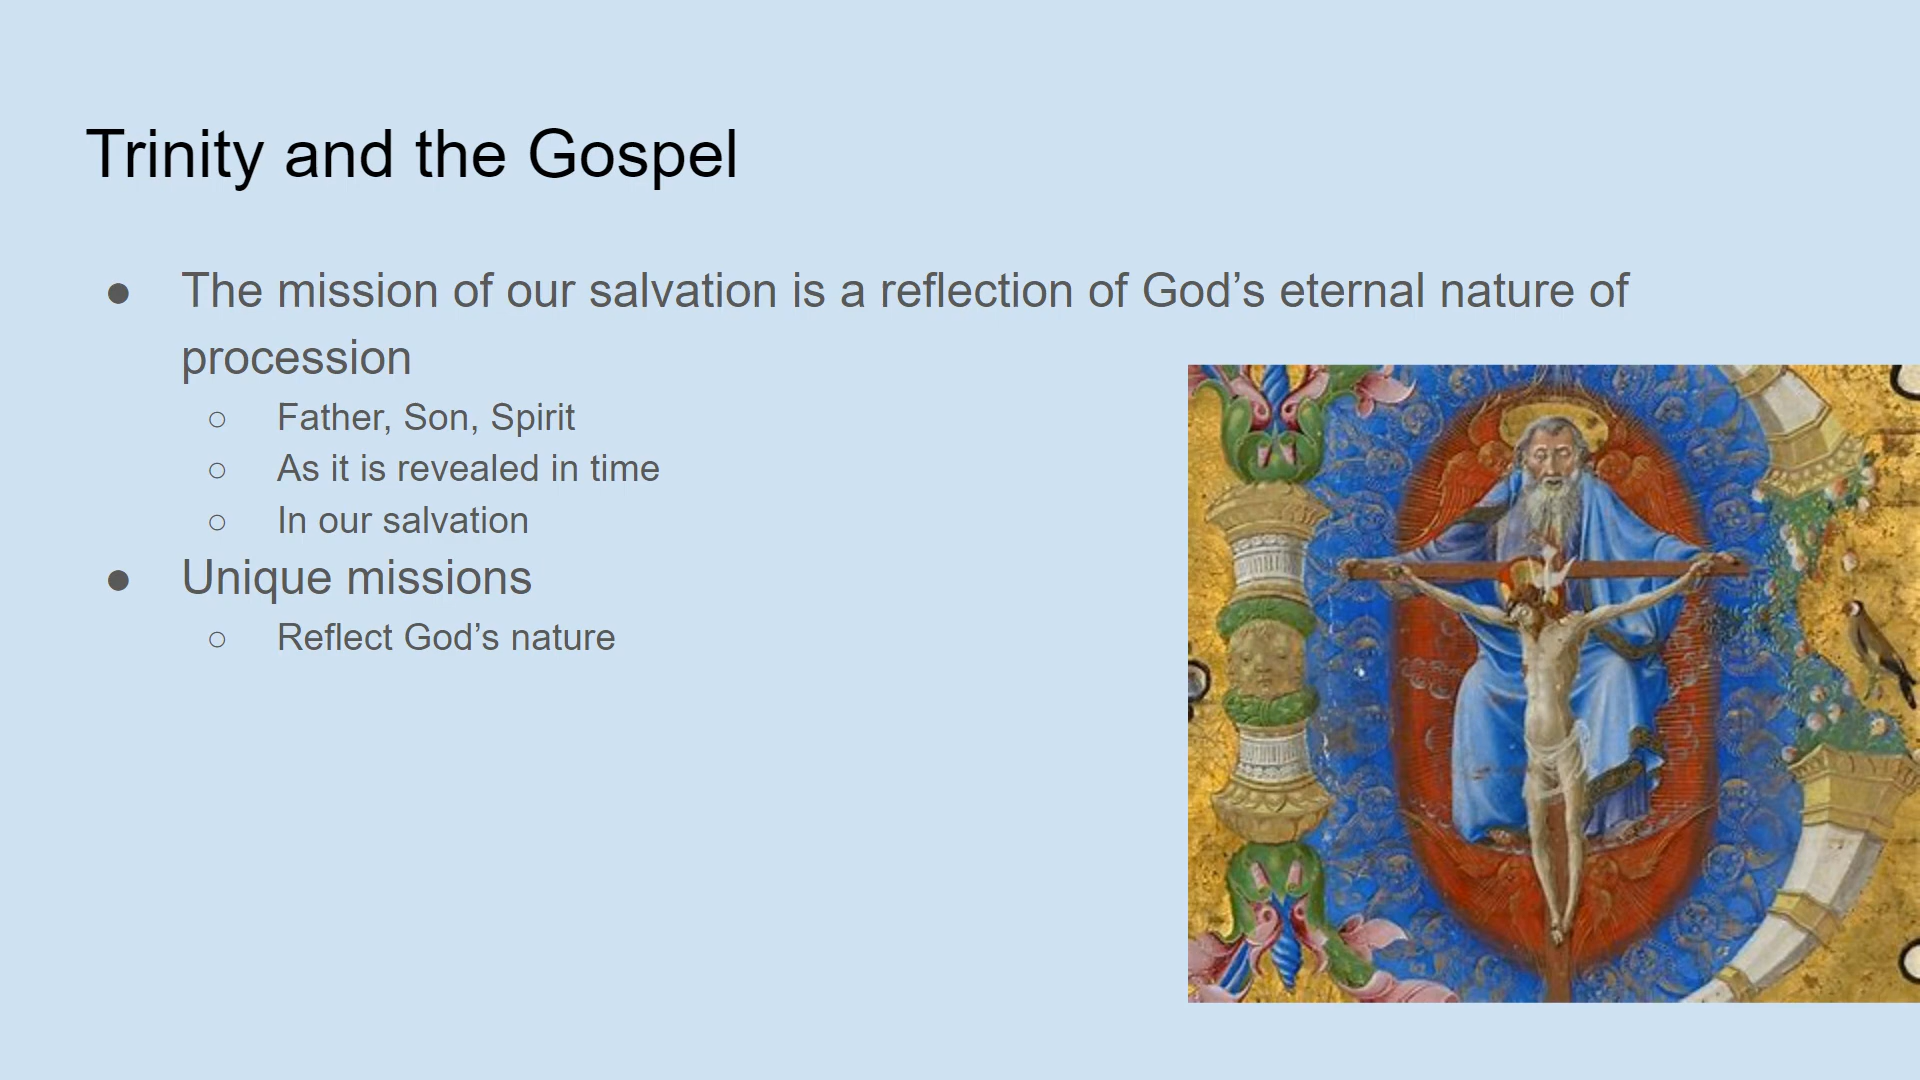 Trinity and the Gospel
● The mission of our salvation is a reflection of God’s eternal nature of
procession
○ Father, Son, Spirit
○ As it is revealed in time
○ In our salvation
● Unique missions
○ Reflect God’s nature